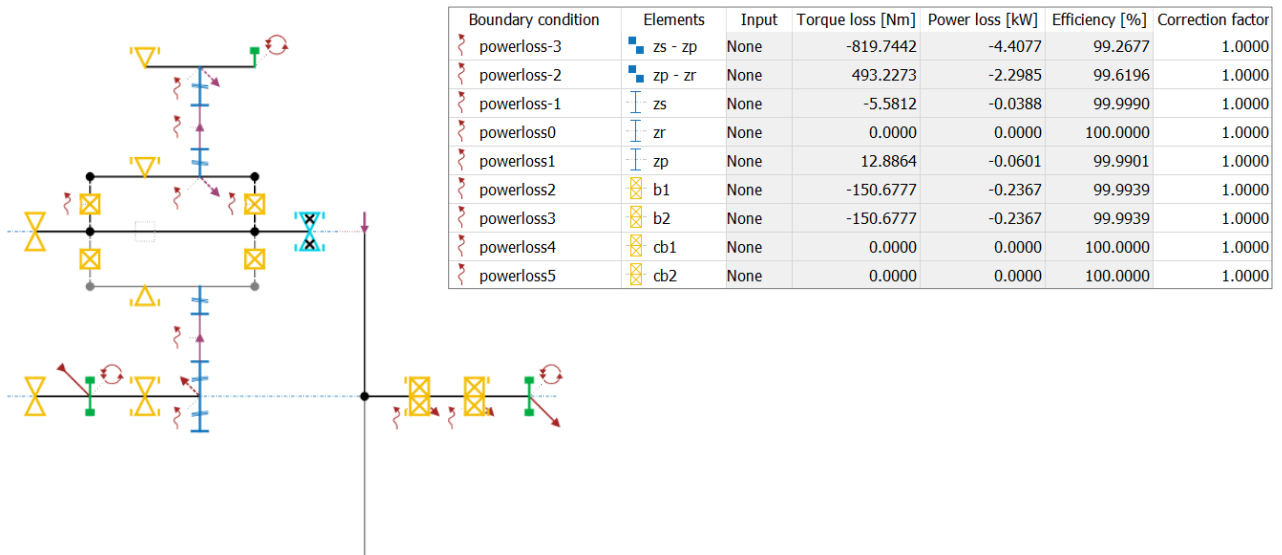 Boundary condition Elements Input Torque loss [Nm] Power loss [kW] Efficiency [%] Correction factor
powerloss-3 zs - zp None -819.7442 -4.4077 99.2677 1.0000
powerloss-2 zp - zr None 493.2273 -2.2985 99.6196 1.0000
powerloss-1 zs None -5.5812 -0.0388 99.9990 1.0000
powerloss0 zr None 0.0000 0.0000 100.0000 1.0000
powerloss1 zp None 12.8864 -0.0601 99.9901 1.0000
powerloss2 b1 None -150.6777 -0.2367 99.9939 1.0000
powerloss3 b2 None -150.6777 -0.2367 99.9939 1.0000
powerloss4 cb1 None 0.0000 0.0000 100.0000 1.0000
powerloss5 cb2 None 0.0000 0.0000 100.0000 1.0000